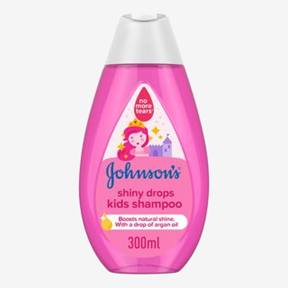 no
more
tears
Johnson's
shiny drops
kids shampoo
Boosts natural shine.
With a drop of argan oil
300ml